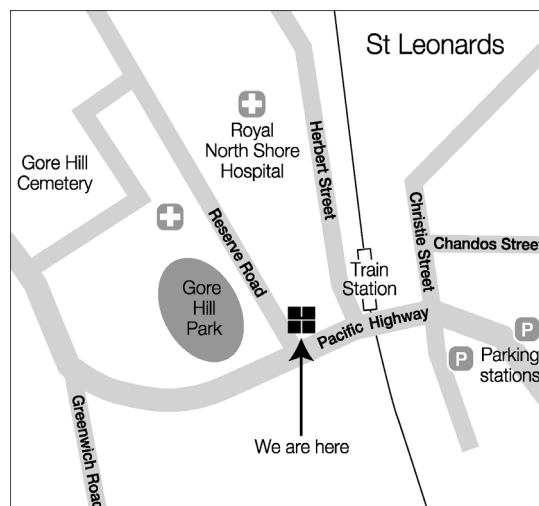 St Leonards
Royal
North Shore
Hospital
Gore Hill
Cemetery
Herbert Street
Reserve Road
Christie Street
Chandos Street
Train
Station
Gore
Hill
Park
Pacific Highway
P
P
Parking
stations
Greenwich Road
We are here